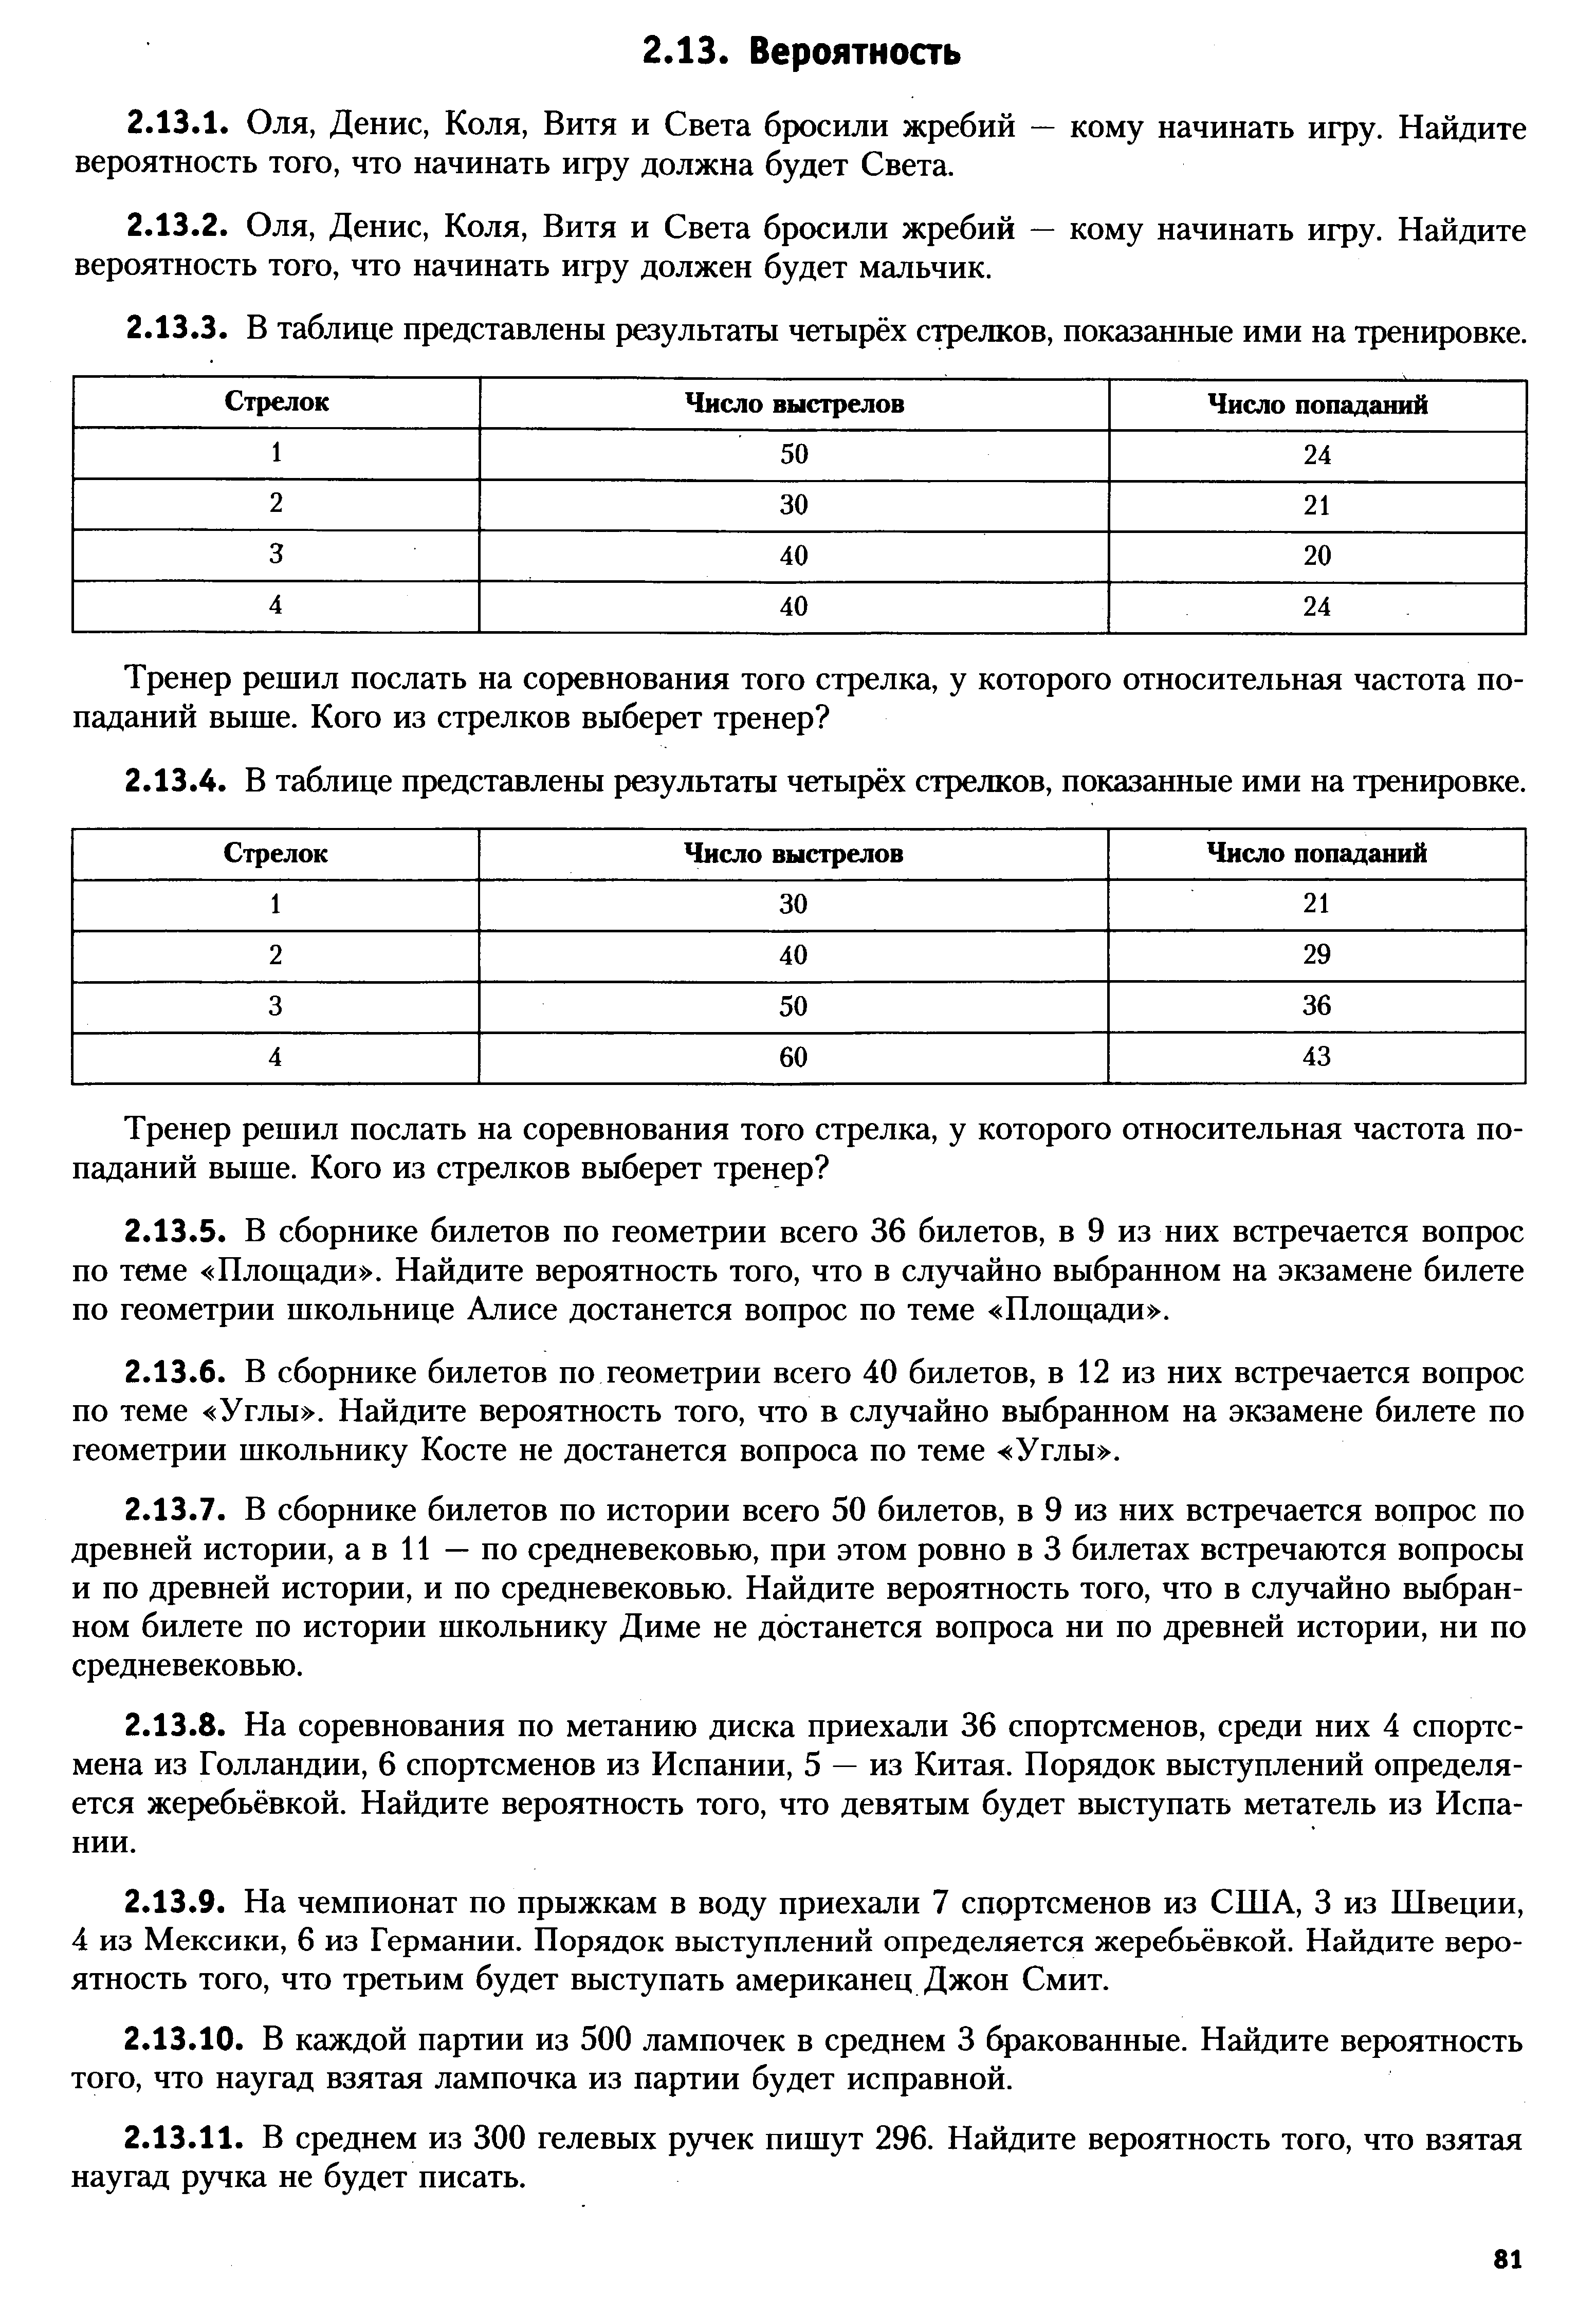 2.13. Вероятность
2.13.1. Оля, Денис, Коля, Витя и Света бросили жребий — кому начинать игру. Найдите
вероятность того, что начинать игру должна будет Света.
2.13.2. Оля, Денис, Коля, Витя и Света бросили жребий — кому начинать игру. Найдите
вероятность того, что начинать игру должен будет мальчик.
2.13.3. В таблице представлены результаты четырёх стрелков, показанные ими на тренировке.
Стрелок Число выстрелов Число попаданий
1 50 24
2 30 21
3 40 20
4 40 24
Тренер решил послать на соревнования того стрелка, у которого относительная частота по-
паданий выше. Кого из стрелков выберет тренер?
2.13.4. В таблице представлены результаты четырёх стрелков, показанные ими на тренировке.
Стрелок Число выстрелов Число попаданий
1 30 21
2 40 29
3 50 36
4 60 43
Тренер решил послать на соревнования того стрелка, у которого относительная частота по-
паданий выше. Кого из стрелков выберет тренер?
2.13.5. В сборнике билетов по геометрии всего 36 билетов, в 9 из них встречается вопрос
по теме «Площади». Найдите вероятность того, что в случайно выбранном на экзамене билете
по геометрии школьнице Алисе достанется вопрос по теме «Площади».
2.13.6. В сборнике билетов по геометрии всего 40 билетов, в 12 из них встречается вопрос
по теме «Углы». Найдите вероятность того, что в случайно выбранном на экзамене билете по
геометрии школьнику Косте не достанется вопроса по теме «Углы».
2.13.7. В сборнике билетов по истории всего 50 билетов, в 9 из них встречается вопрос по
древней истории, а в 11 — по средневековью, при этом ровно в 3 билетах встречаются вопросы
и по древней истории, и по средневековью. Найдите вероятность того, что в случайно выбран-
ном билете по истории школьнику Диме не достанется вопроса ни по древней истории, ни по
средневековью.
2.13.8. На соревнования по метанию диска приехали 36 спортсменов, среди них 4 спортс-
мена из Голландии, 6 спортсменов из Испании, 5 — из Китая. Порядок выступлений определя-
ется жеребьёвкой. Найдите вероятность того, что девятым будет выступать метатель из Испа-
нии.
2.13.9. На чемпионат по прыжкам в воду приехали 7 спортсменов из США, 3 из Швеции,
4 из Мексики, 6 из Германии. Порядок выступлений определяется жеребьёвкой. Найдите веро-
ятность того, что третьим будет выступать американец Джон Смит.
2.13.10. В каждой партии из 500 лампочек в среднем 3 бракованные. Найдите вероятность
того, что наугад взятая лампочка из партии будет исправной.
2.13.11. В среднем из 300 гелевых ручек пишут 296. Найдите вероятность того, что взятая
наугад ручка не будет писать.
81